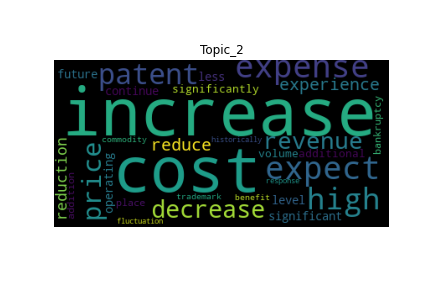 Topic_2
future
patent
less
expense
continue
significantly
experience
increase
bankruptcy
commodity
historically
reduce
revenue
volume
additional
reduction
price
operating
cost
expect
response
addition
trademark
benefit
level
high
place
decrease
significant
fluctuation